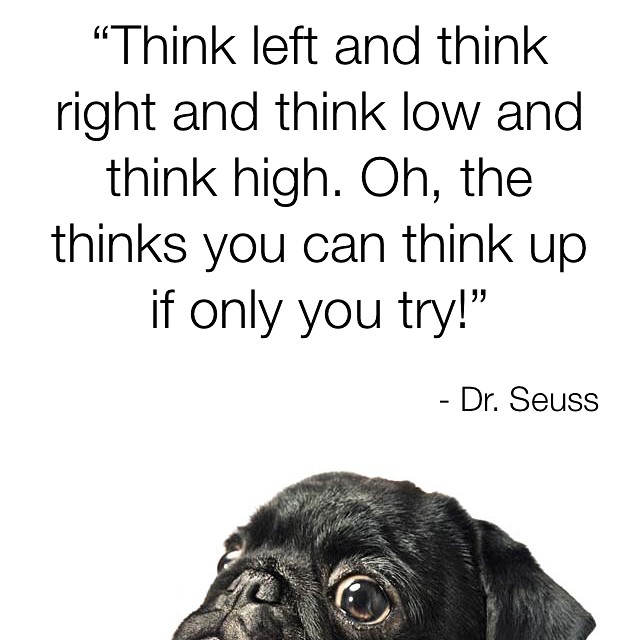 “Think left and think
right and think low and
think high. Oh, the
thinks you can think up
if only you try!”
- Dr. Seuss